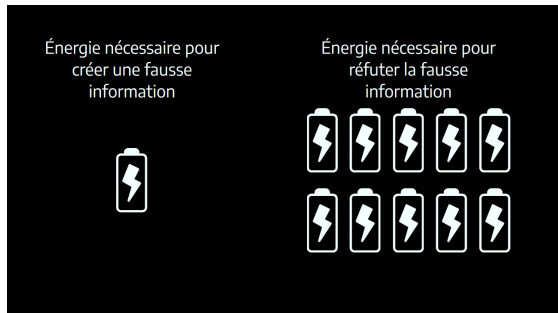 Énergie nécessaire pour
créer une fausse
information
Énergie nécessaire pour
réfuter la fausse
information